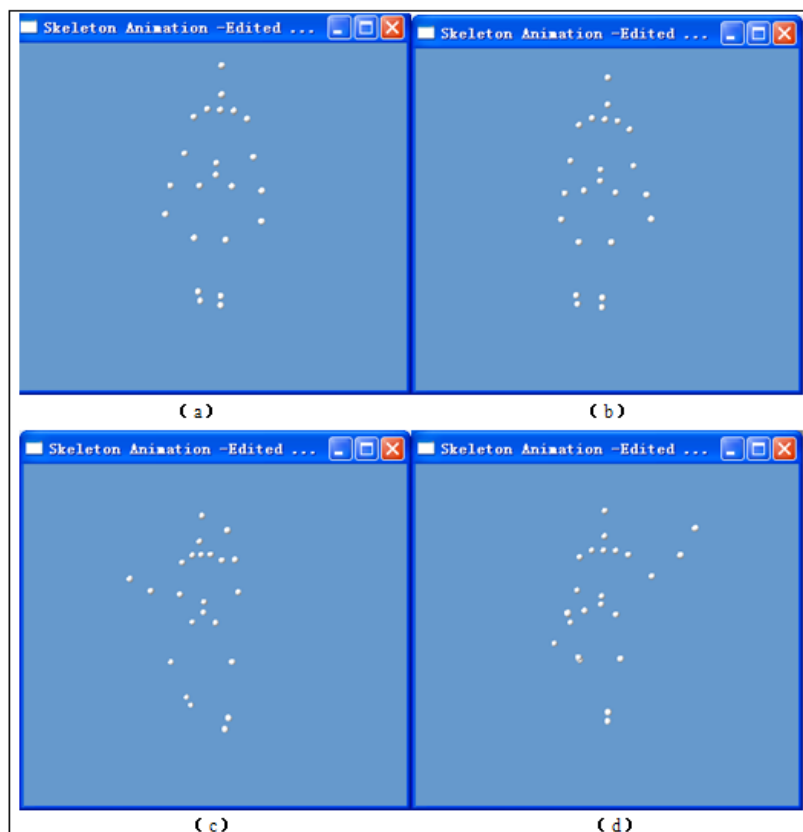 Skeleton Animation -Edited ...
Skeleton Animation -Edited ...
(a)
(b)
Skeleton Animation -Edited ...
Skeleton Animation -Edited ...
(c)
(d)